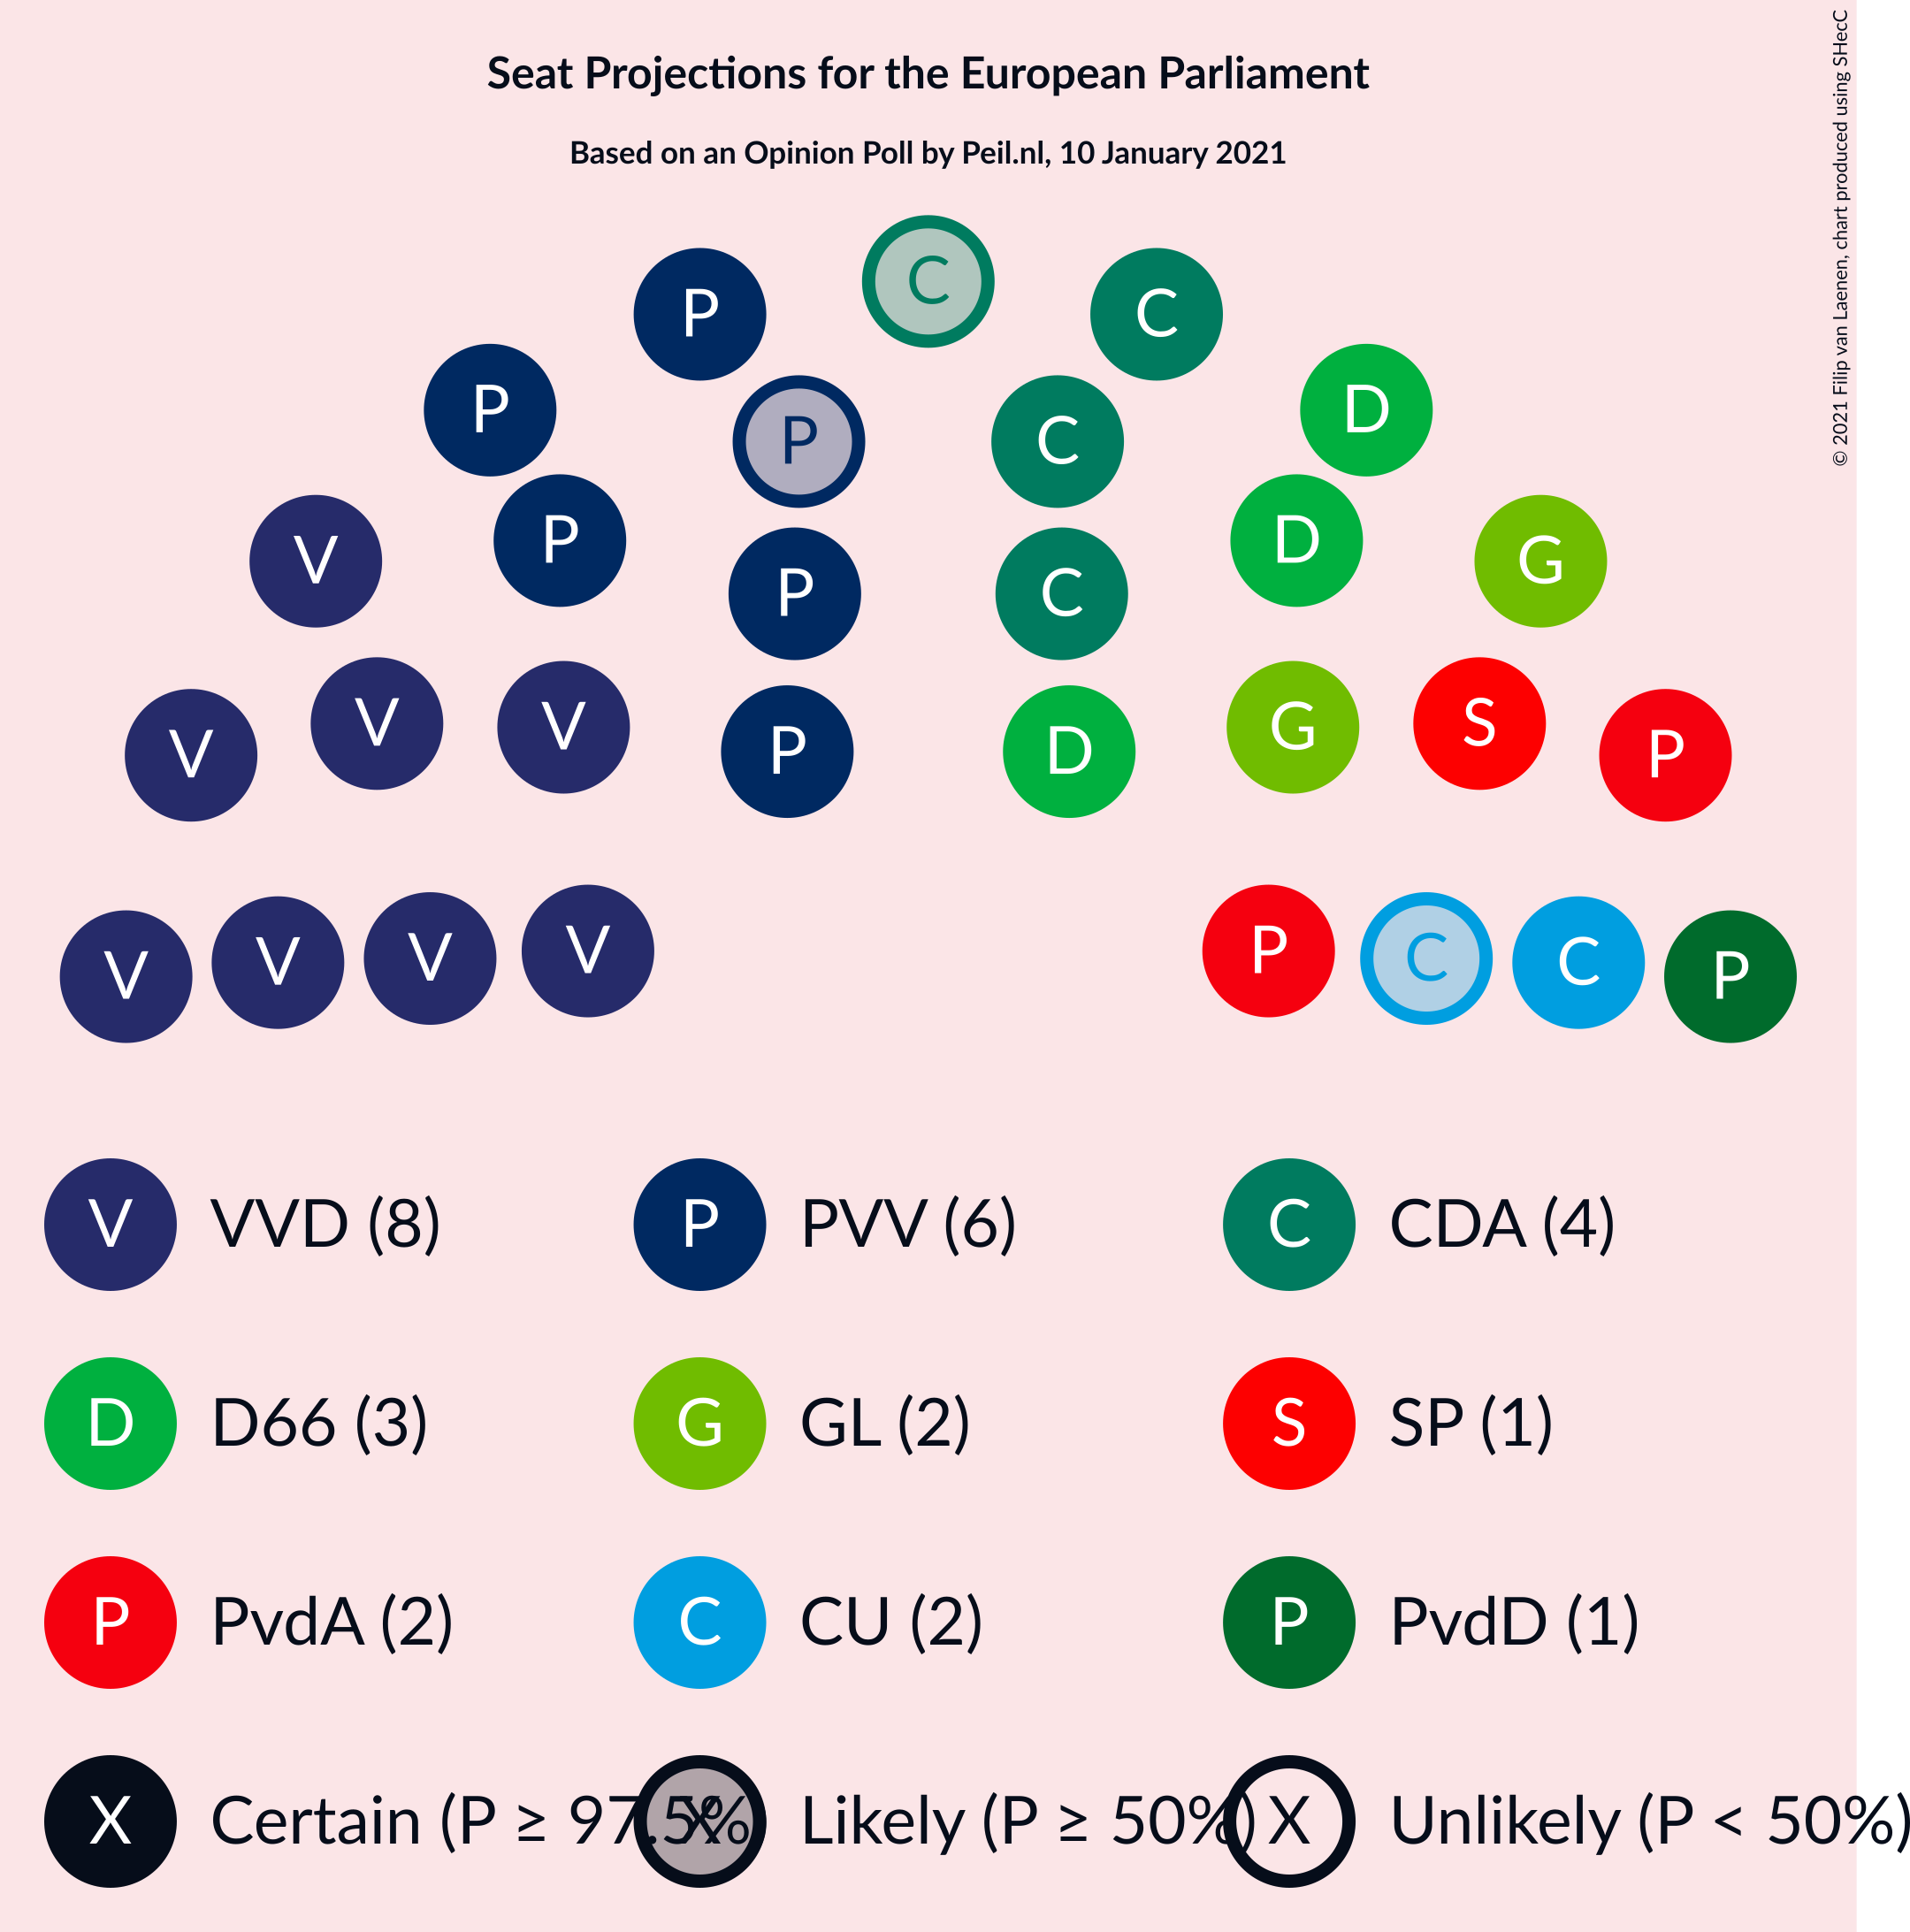 Seat Projections for the European Parliament
Based on an Opinion Poll by Peil.nl, 10 January 2021
© 2021 Filip van Laenen, chart produced using SHecC
C
P C
P D
P C
P D
V G
P C
V S
V G
V P
P D
V P
V C
V C
V P
V VVD (8) P PVV (6) C CDA (4)
D D66 (3) G GL (2) S SP (1)
P PvdA (2) C CU (2) P PvdD (1)
X Certain (P ≥ 97.5% X Likely (P ≥ 50%) X Unlikely (P < 50%)